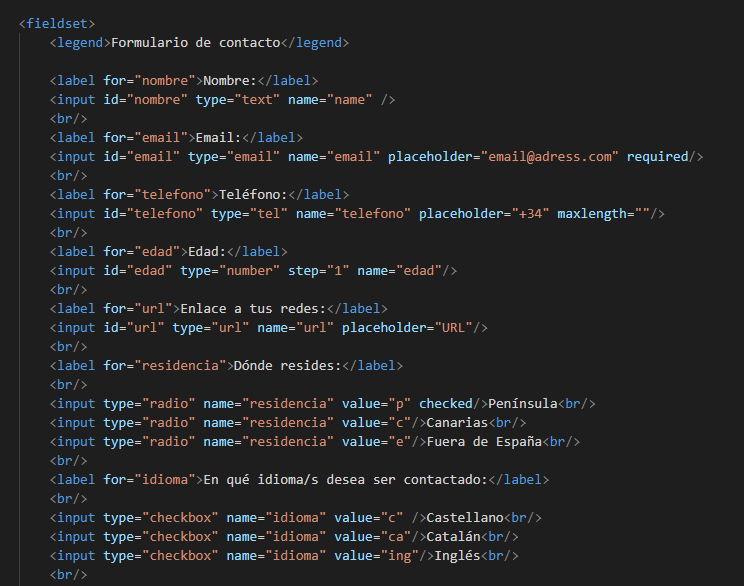 <fieldset>
<legend>Formulario de contacto</legend>
<label for="nombre">Nombre:</label>
<input id="nombre" type="text" name="name" />
<br/>
<label for="email">Email:</label>
<input id="email" type="email" name="email" placeholder="email@adress.com" required/>
<br/>
<label for="telefono">Teléfono:</label>
<input id="telefono" type="tel" name="telefono" placeholder="+34" maxlength=""/>
<br/>
<label for="edad">Edad:</label>
<input id="edad" type="number" step="1" name="edad"/>
<br/>
<label for="url">Enlace a tus redes:</label>
<input id="url" type="url" name="url" placeholder="URL"/>
<br/>
<label for="residencia">Dónde resides:</label>
<br/>
<input type="radio" name="residencia" value="p" checked/>Península<br/>
<input type="radio" name="residencia" value="c"/>Canarias<br/>
<input type="radio" name="residencia" value="e"/>Fuera de España<br/>
<br/>
<label for="idioma">En qué idioma/s desea ser contactado:</label>
<br/>
<input type="checkbox" name="idioma" value="c" />Castellano<br/>
<input type="checkbox" name="idioma" value="ca"/>Catalán<br/>
<input type="checkbox" name="idioma" value="ing"/>Inglés<br/>
<br/>